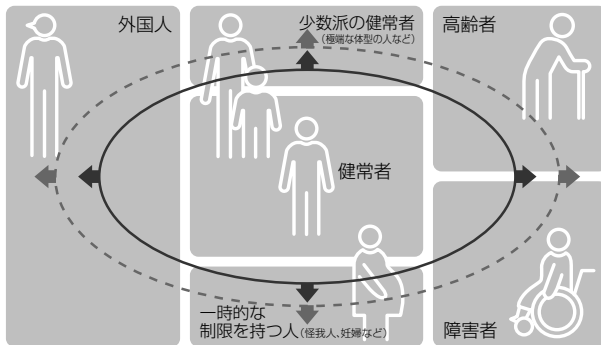 外国人
少数派の健常者
(極端な体型の人など)
高齢者
健常者
一時的な
制限を持つ人(怪我人、妊婦など)
障害者